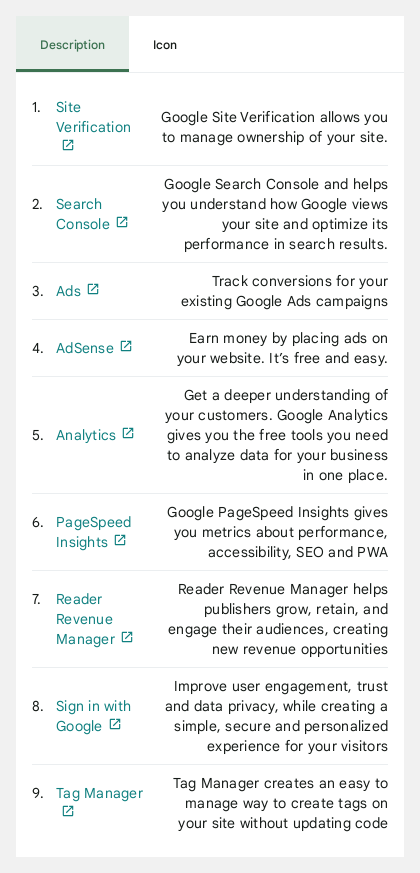 Description
Icon
1. Site Verification
Google Site Verification allows you
to manage ownership of your site.
2. Search Console
Google Search Console and helps
you understand how Google views
your site and optimize its
performance in search results.
3. Ads
Track conversions for your
existing Google Ads campaigns
4. AdSense
Earn money by placing ads on
your website. It’s free and easy.
5. Analytics
Get a deeper understanding of
your customers. Google Analytics
gives you the free tools you need
to analyze data for your business
in one place.
6. PageSpeed
Insights
Google PageSpeed Insights gives
you metrics about performance,
accessibility, SEO and PWA
7. Reader
Revenue
Manager
Reader Revenue Manager helps
publishers grow, retain, and
engage their audiences, creating
new revenue opportunities
8. Sign in with
Google
Improve user engagement, trust
and data privacy, while creating a
simple, secure and personalized
experience for your visitors
9. Tag Manager
Tag Manager creates an easy to
manage way to create tags on
your site without updating code